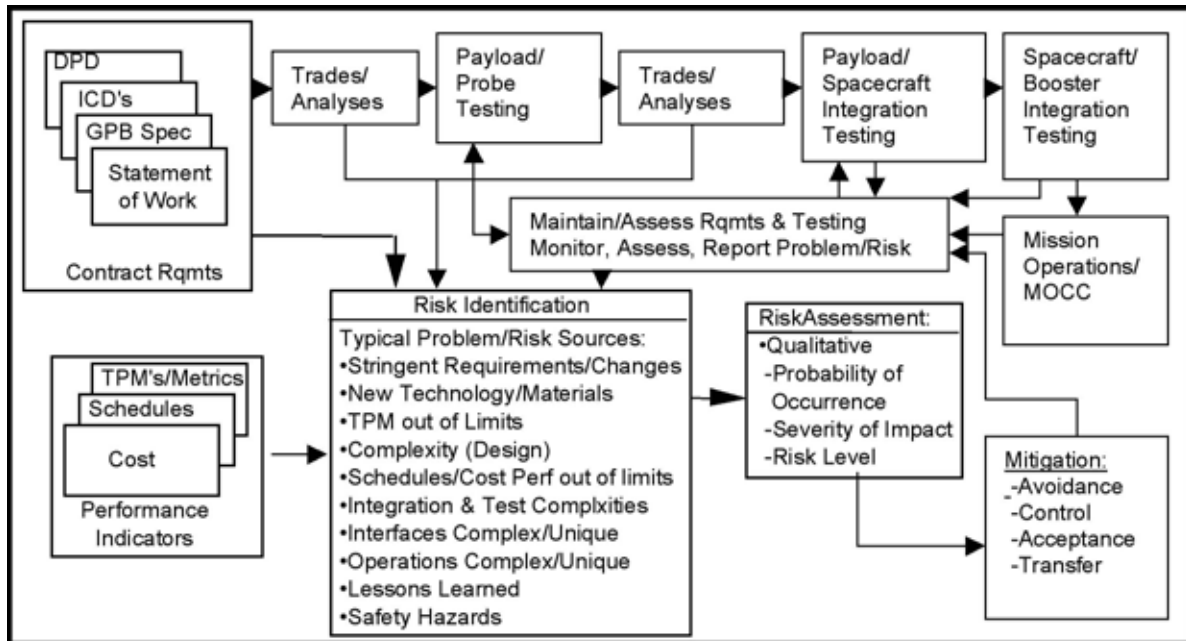 DPD
ICD's
GPB Spec
Statement
of Work
Contract Rqmts
Trades/
Analyses
Payload/
Probe
Testing
Trades/
Analyses
Payload/
Spacecraft
Integration
Testing
Spacecraft/
Booster
Integration
Testing
Maintain/Assess Rqmts & Testing
Monitor, Assess, Report Problem/Risk
Mission
Operations/
MOCC
TPM's/Metrics
Schedules
Cost
Performance
Indicators
Risk Identification
Typical Problem/Risk Sources:
•Stringent Requirements/Changes
•New Technology/Materials
•TPM out of Limits
•Complexity (Design)
•Schedules/Cost Perf out of limits
•Integration & Test Complxities
•Interfaces Complex/Unique
•Operations Complex/Unique
•Lessons Learned
•Safety Hazards
RiskAssessment:
•Qualitative
-Probability of
Occurrence
-Severity of Impact
-Risk Level
Mitigation:
-Avoidance
-Control
-Acceptance
-Transfer